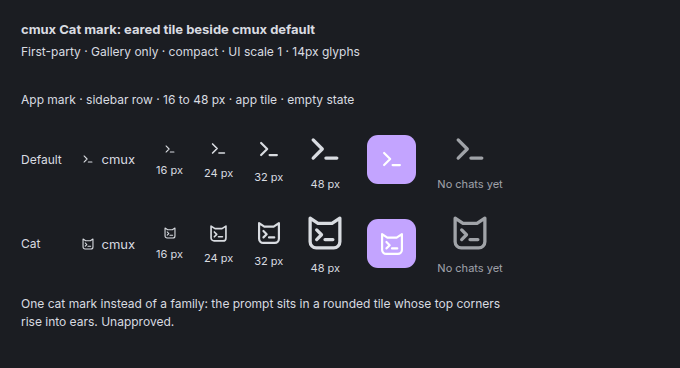 cmux Cat mark: eared tile beside cmux default
First-party · Gallery only · compact · UI scale 1 · 14px glyphs
App mark · sidebar row · 16 to 48 px · app tile · empty state
Default cmux 16 px 24 px 32 px 48 px No chats yet
Cat cmux 16 px 24 px 32 px 48 px No chats yet
One cat mark instead of a family: the prompt sits in a rounded tile whose top corners
rise into ears. Unapproved.